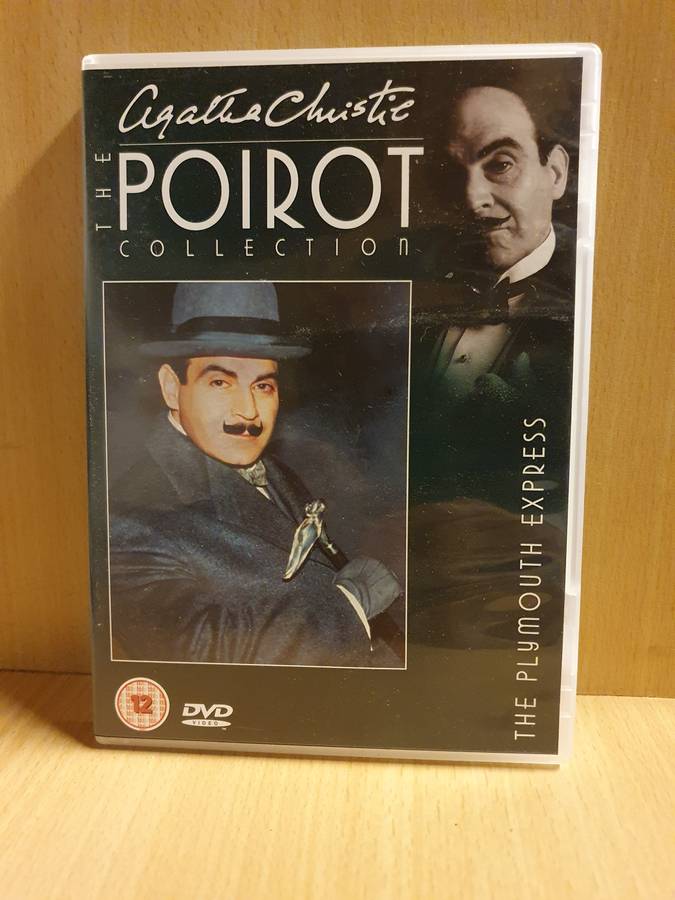 Agatha Christie
THE
POIROT
COLLECTION
THE PLYMOUTH EXPRESS
12
DVD
VIDEO